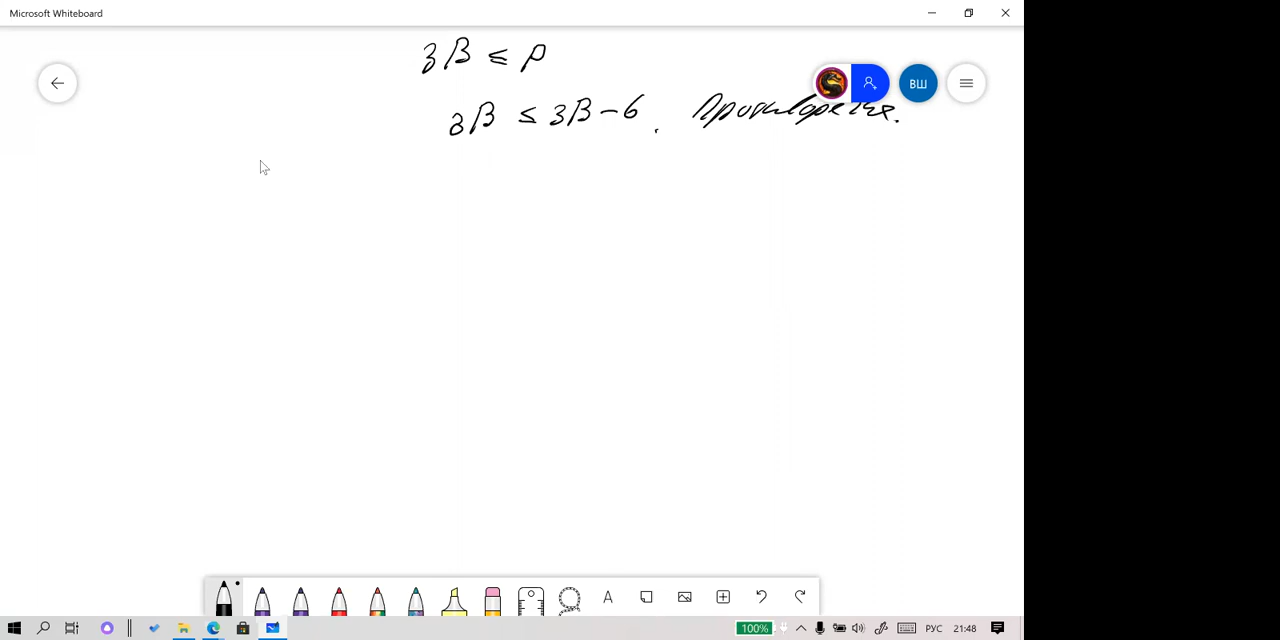 Microsoft Whiteboard
3В ≤ Р
ВШ
3В ≤ 3В – 6. Противоречие.
A
100%
РУС
21:48